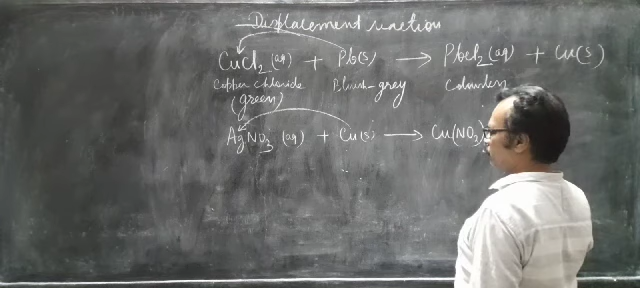 Displacement reaction
CuCl₂ (aq) + Pb(s) ⟶ PbCl₂ (aq) + Cu(s)
Copper chloride Bluish-grey Colourless
(green)
AgNO₃ (aq) + Cu(s) ⟶ Cu(NO₃)